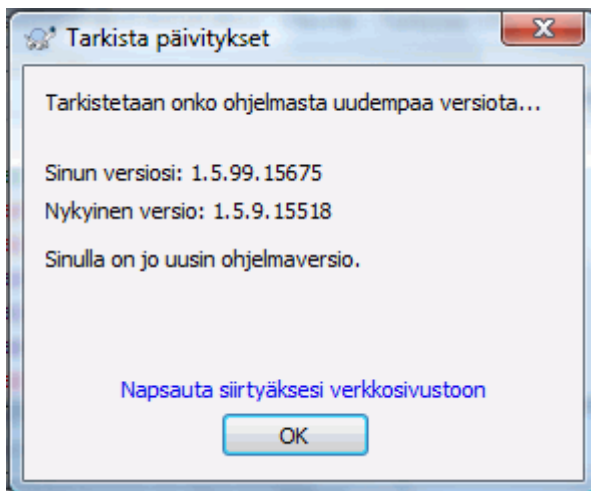 Tarkista päivitykset
Tarkistetaan onko ohjelmasta uudempaa versiota...
Sinun versiosi: 1.5.99.15675
Nykyinen versio: 1.5.9.15518
Sinulla on jo uusin ohjelmaversio.
Napsauta siirtyäksesi verkkosivustoon
OK